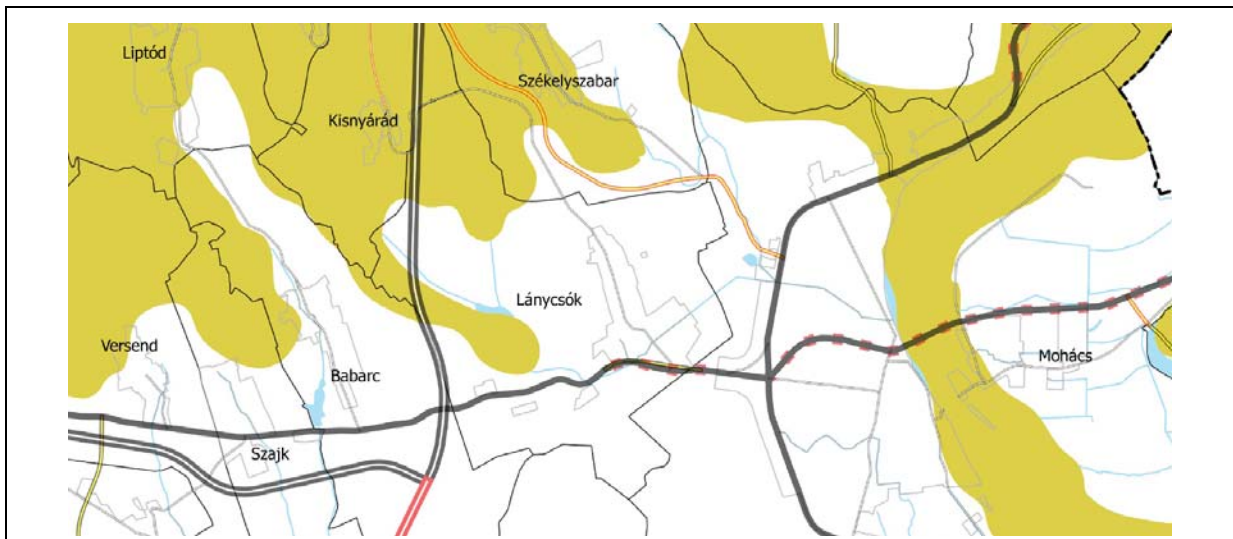 Liptód
Székelyszabar
Kisnyárád
Lánycsók
Versend
Mohács
Babarc
Szajk